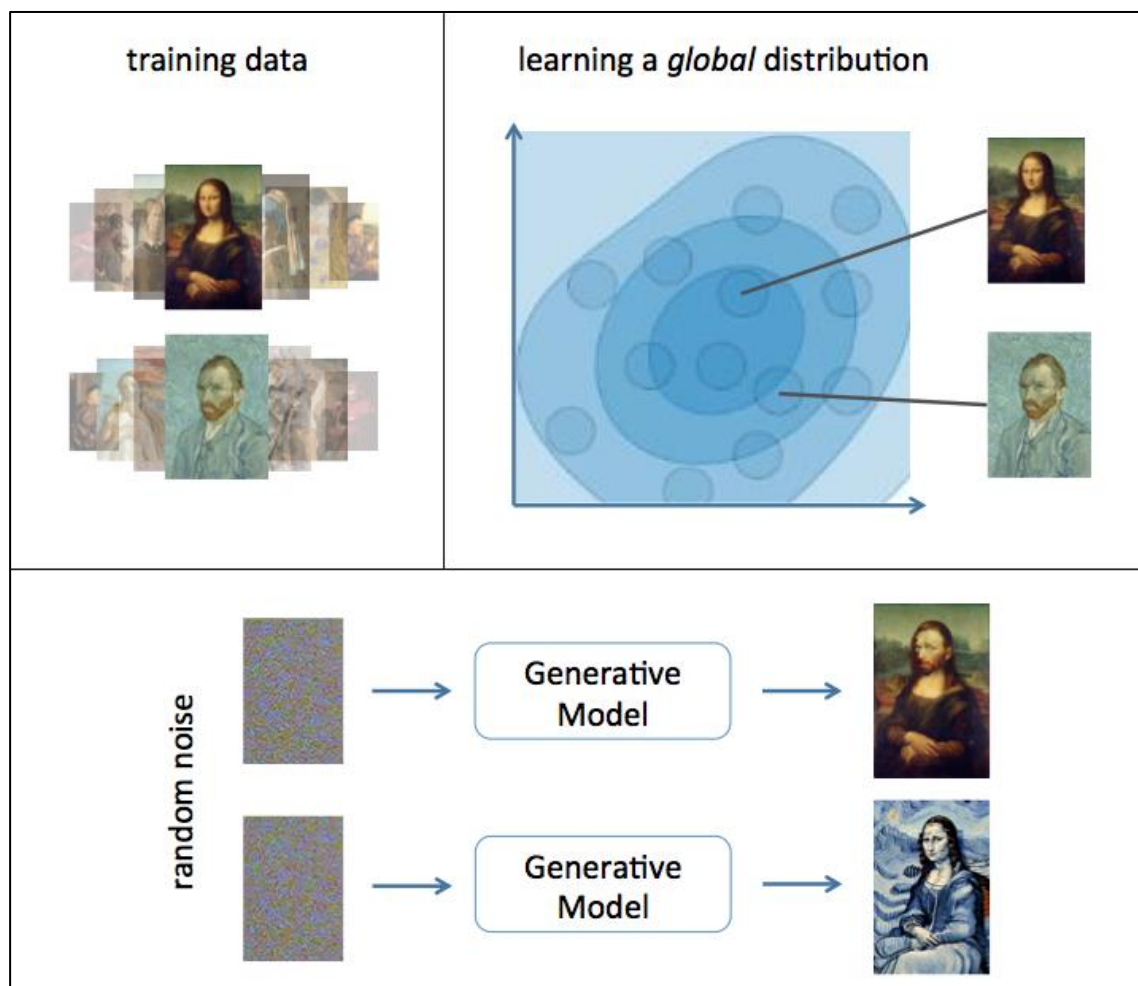 training data
learning a global distribution
random noise
Generative
Model
Generative
Model